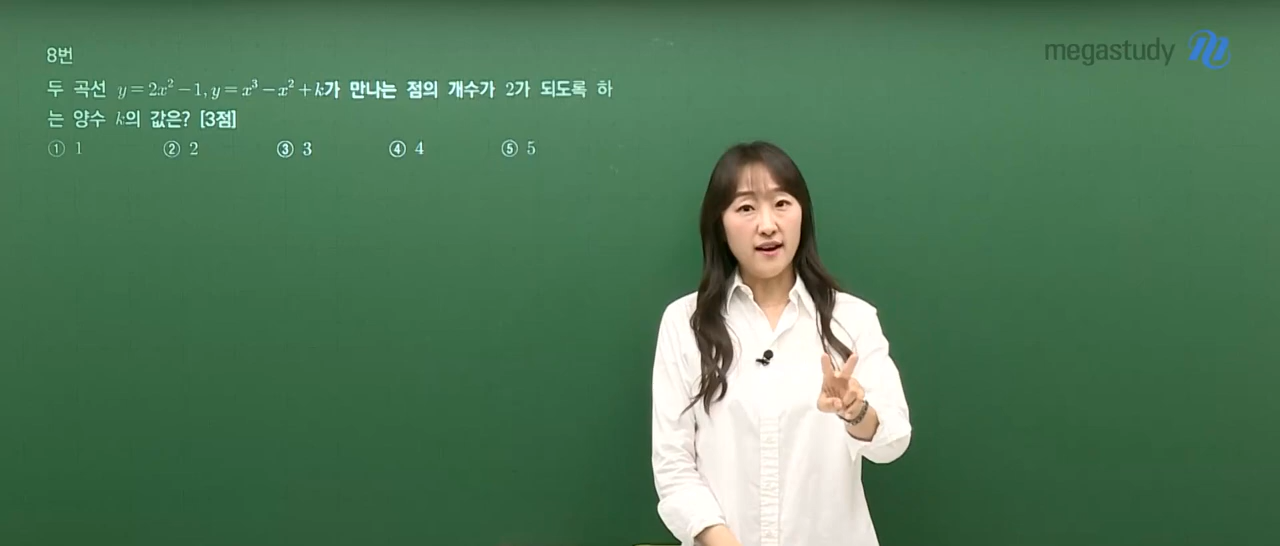 megastudy
8번
두 곡선 y=2x²-1, y=x³-x²+k가 만나는 점의 개수가 2가 되도록 하
는 양수 k의 값은? [3점]
① 1 ② 2 ③ 3 ④ 4 ⑤ 5